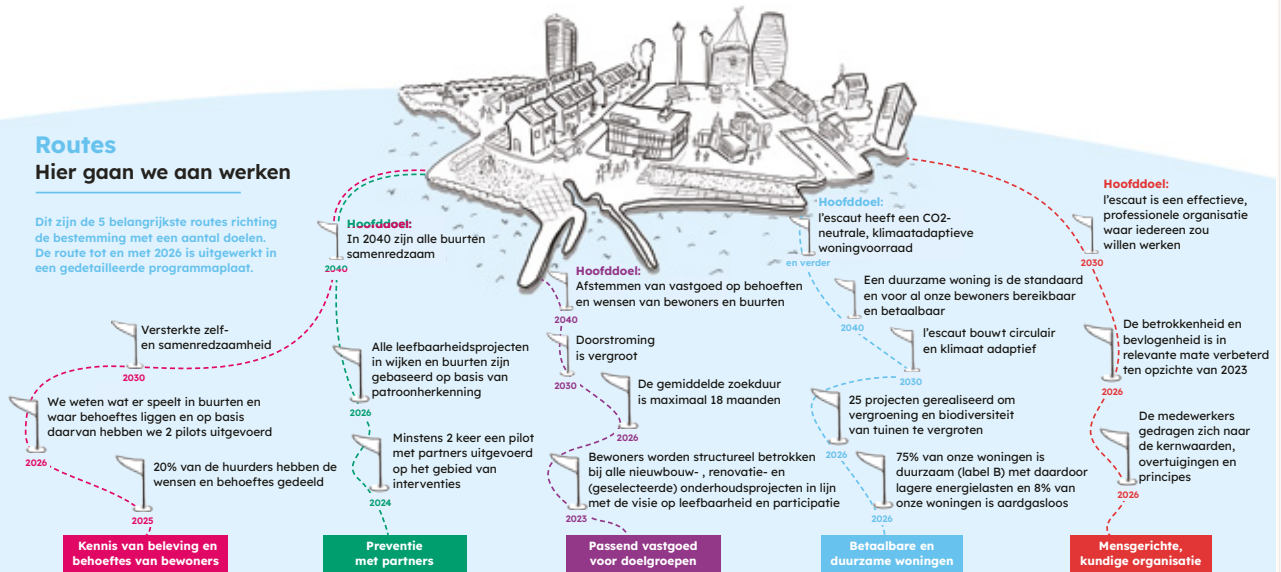 Routes
Hier gaan we aan werken
Dit zijn de 5 belangrijkste routes richting
de bestemming met een aantal doelen.
De route tot en met 2026 is uitgewerkt in
een gedetailleerde programmaplaat.
Versterkte zelf-
en samenredzaamheid
2030
We weten wat er speelt in buurten en
waar behoeftes liggen en op basis
daarvan hebben we 2 pilots uitgevoerd
2026
20% van de huurders hebben de
wensen en behoeftes gedeeld
2025
Kennis van beleving en
behoeftes van bewoners
Hoofddoel:
In 2040 zijn alle buurten
samenredzaam
2040
Alle leefbaarheidsprojecten
in wijken en buurten zijn
gebaseerd op basis van
patroonherkenning
2026
Minstens 2 keer een pilot
met partners uitgevoerd
op het gebied van
interventies
2024
Preventie
met partners
Hoofddoel:
Afstemmen van vastgoed op behoeften
en wensen van bewoners en buurten
2040
Doorstroming
is vergroot
2030
De gemiddelde zoekduur
is maximaal 18 maanden
2026
Bewoners worden structureel betrokken
bij alle nieuwbouw- , renovatie- en
(geselecteerde) onderhoudsprojecten in lijn
met de visie op leefbaarheid en participatie
2023
Passend vastgoed
voor doelgroepen
Hoofddoel:
l'escaut heeft een CO2-
neutrale, klimaatadaptieve
woningvoorraad
en verder
Een duurzame woning is de standaard
en voor al onze bewoners bereikbaar
en betaalbaar
2040
l'escaut bouwt circulair
en klimaat adaptief
2030
25 projecten gerealiseerd om
vergroening en biodiversiteit
van tuinen te vergroten
2026
75% van onze woningen is
duurzaam (label B) met daardoor
lagere energielasten en 8% van
onze woningen is aardgasloos
2026
Betaalbare en
duurzame woningen
Hoofddoel:
l'escaut is een effectieve,
professionele organisatie
waar iedereen zou
willen werken
2030
De betrokkenheid en
bevlogenheid is in
relevante mate verbeterd
ten opzichte van 2023
2026
De medewerkers
gedragen zich naar
de kernwaarden,
overtuigingen en
principes
2026
Mensgerichte,
kundige organisatie